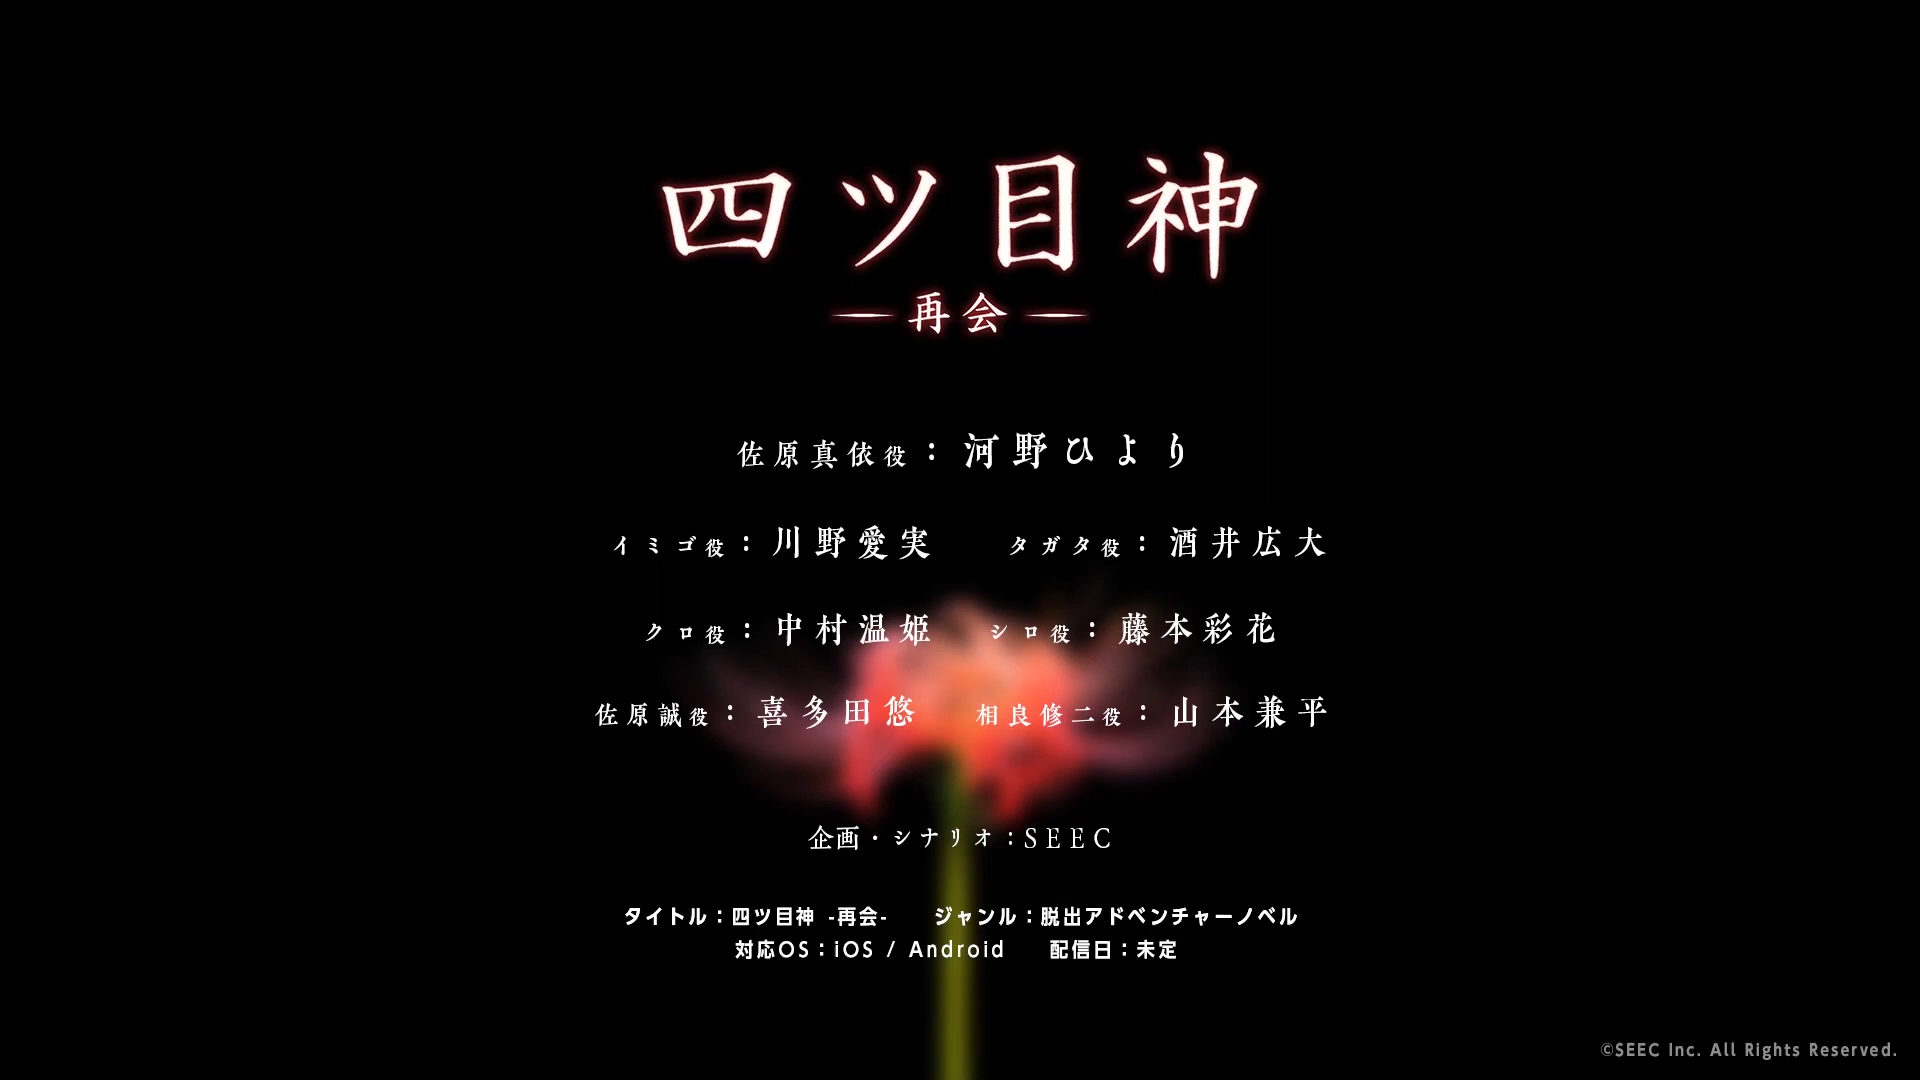 四ツ目神
― 再会 ―
佐原真依役：河野ひより
イミゴ役：川野愛実　タガタ役：酒井広大
クロ役：中村温姫　シロ役：藤本彩花
佐原誠役：喜多田悠　相良修二役：山本兼平
企画・シナリオ：SEEC
タイトル：四ツ目神 -再会-　ジャンル：脱出アドベンチャーノベル
対応OS：iOS / Android　配信日：未定
©SEEC Inc. All Rights Reserved.